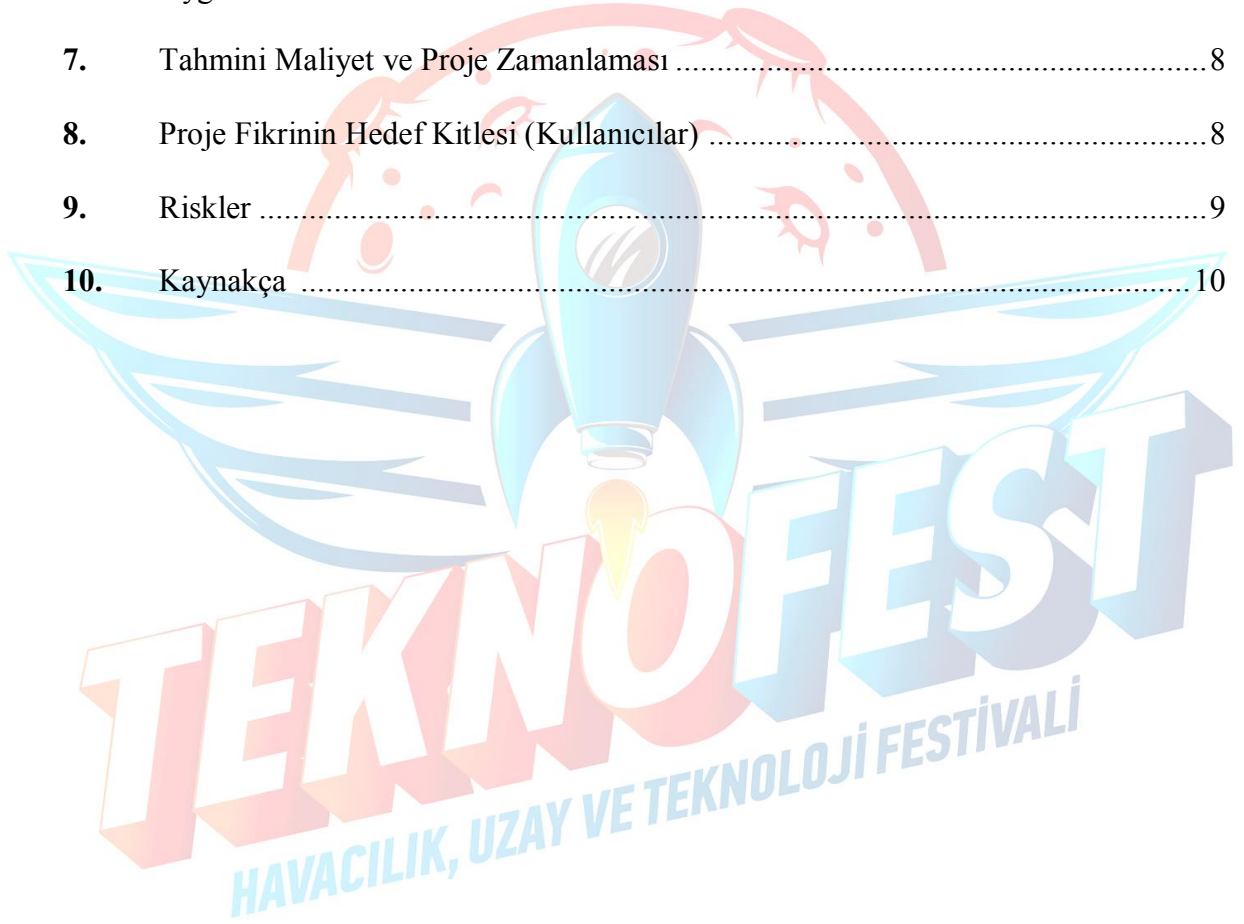 7. Tahmini Maliyet ve Proje Zamanlaması ........................................................................ 8
8. Proje Fikrinin Hedef Kitlesi (Kullanıcılar) .................................................................... 8
9. Riskler ........................................................................................................................ 9
10. Kaynakça .................................................................................................................. 10
TEKNOFEST
HAVACILIK, UZAY VE TEKNOLOJİ FESTİVALİ